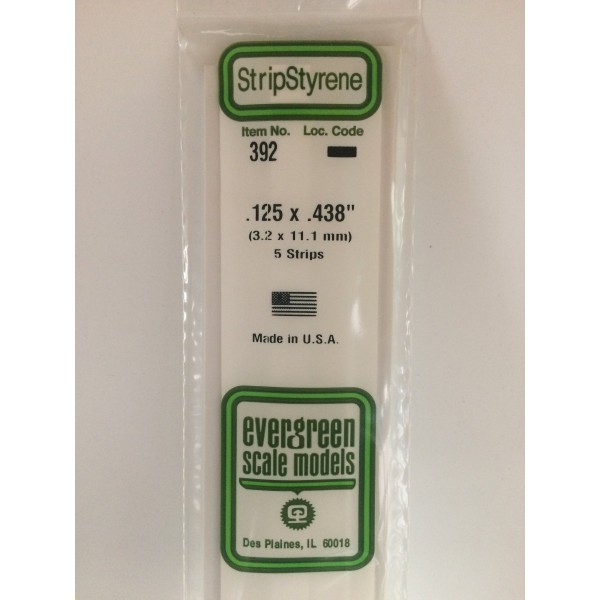 StripStyrene
Item No. Loc. Code
392
.125 x .438"
(3.2 x 11.1 mm)
5 Strips
Made in U.S.A.
evergreen
scale models
Des Plaines, IL 60018